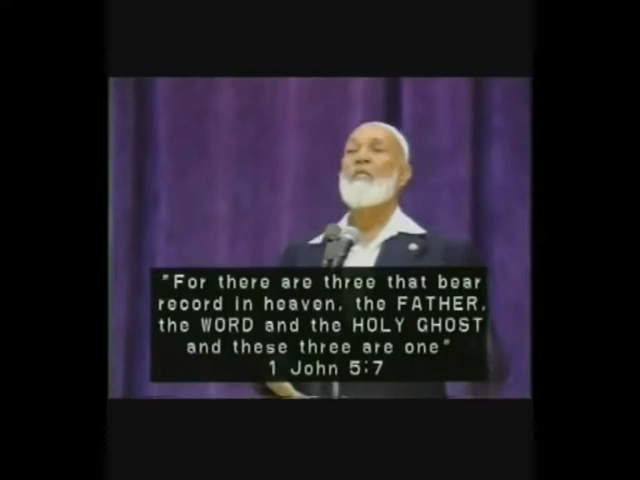 "For there are three that bear
record in heaven, the FATHER,
the WORD and the HOLY GHOST
and these three are one"
1 John 5:7